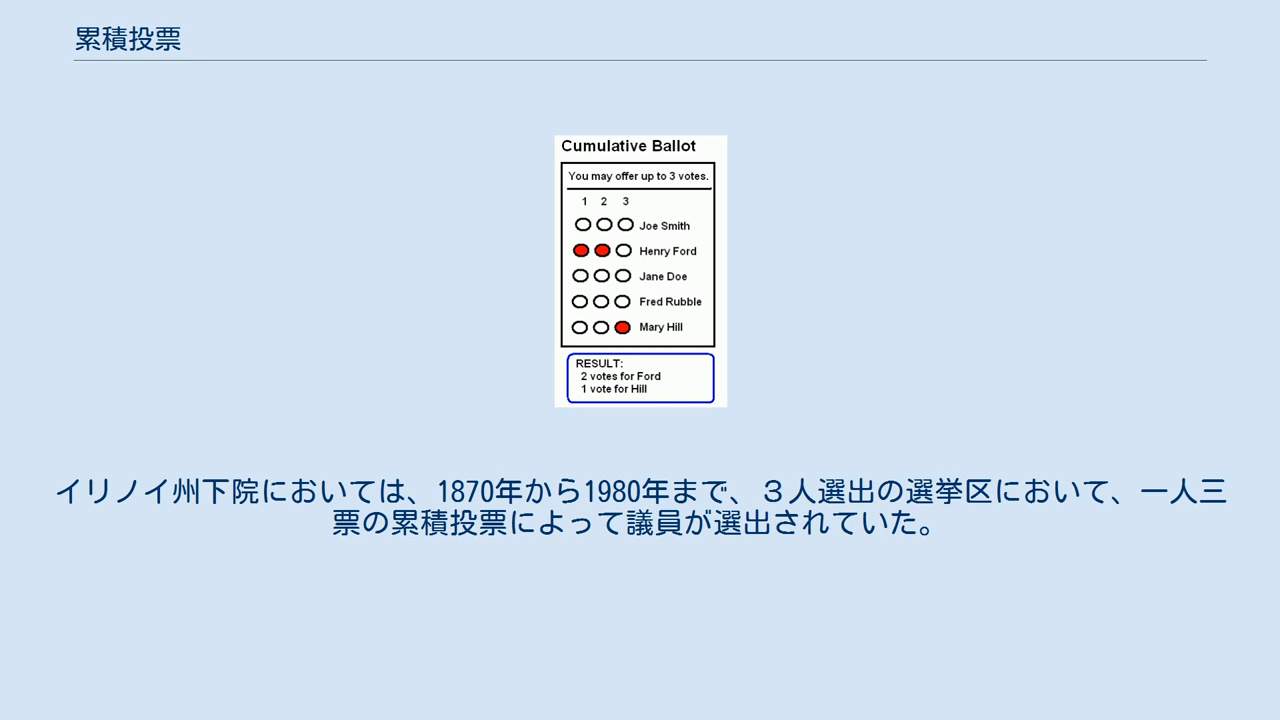 累積投票
Cumulative Ballot
You may offer up to 3 votes.
1 2 3
Joe Smith
Henry Ford
Jane Doe
Fred Rubble
Mary Hill
RESULT:
2 votes for Ford
1 vote for Hill
イリノイ州下院においては、1870年から1980年まで、３人選出の選挙区において、一人三
票の累積投票によって議員が選出されていた。